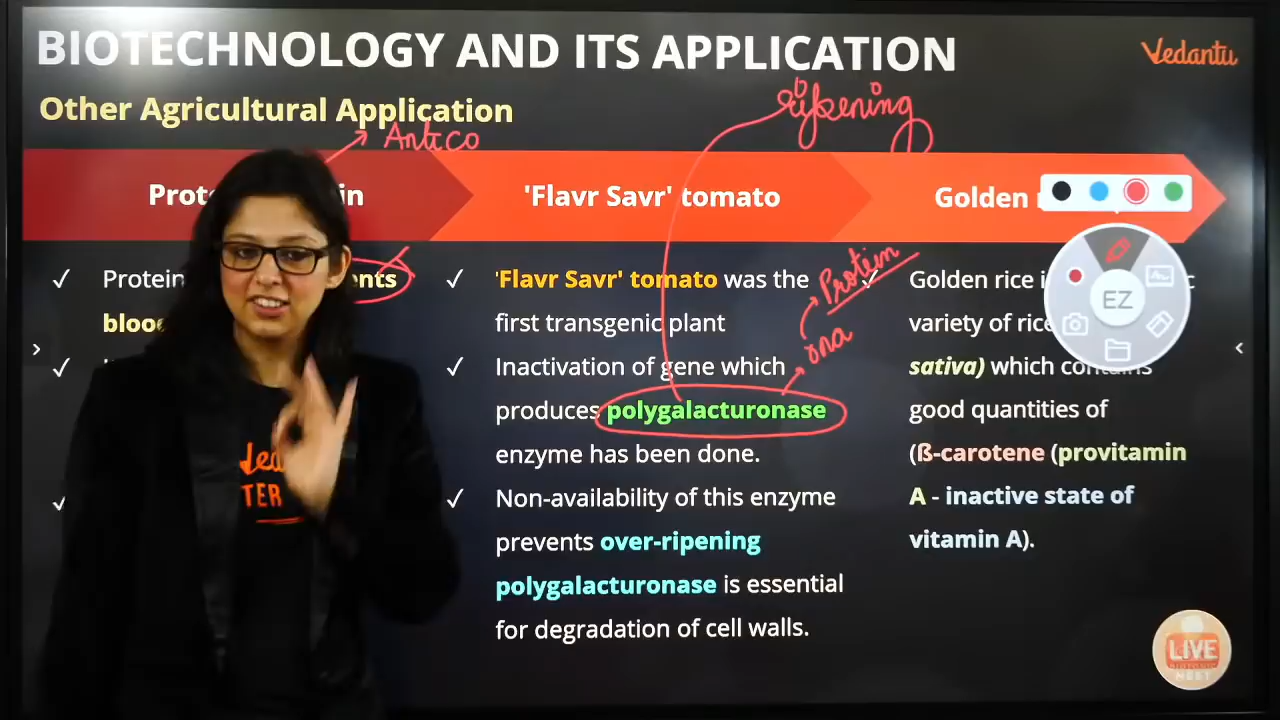 BIOTECHNOLOGY AND ITS APPLICATION
Vedantu
Other Agricultural Application
ripening
Antico
'Flavr Savr' tomato
Golden
✓ Protein
blood
✓ 'Flavr Savr' tomato was the
first transgenic plant
✓ Inactivation of gene which
produces polygalacturonase
enzyme has been done.
✓ Non-availability of this enzyme
prevents over-ripening
polygalacturonase is essential
for degradation of cell walls.
Protein
Golden rice
variety of rice
sativa) which contains
good quantities of
(ß-carotene (provitamin
A - inactive state of
vitamin A).
EZ
TER
LIVE
NEET